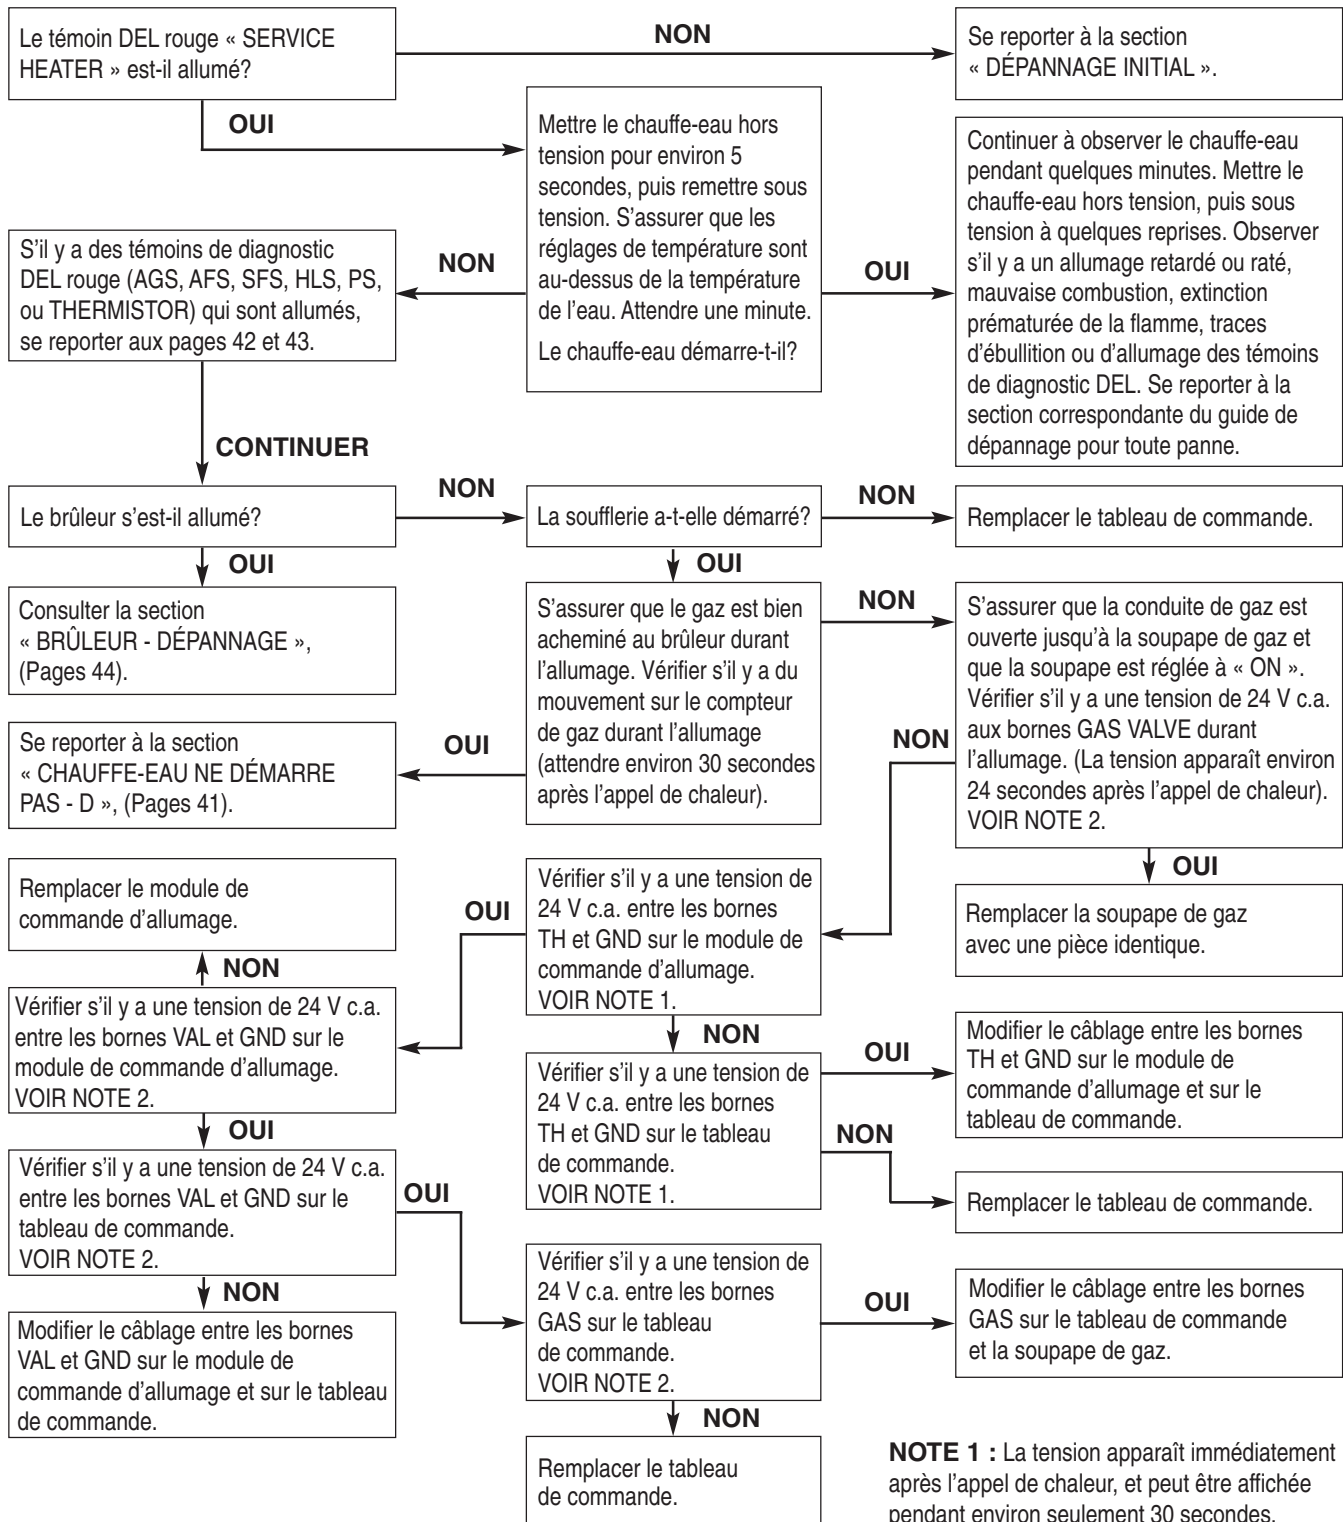 Le témoin DEL rouge « SERVICE
HEATER » est-il allumé?
NON
Se reporter à la section
« DÉPANNAGE INITIAL ».
OUI
Mettre le chauffe-eau hors
tension pour environ 5
secondes, puis remettre sous
tension. S'assurer que les
réglages de température sont
au-dessus de la température
de l'eau. Attendre une minute.
Le chauffe-eau démarre-t-il?
NON
S'il y a des témoins de diagnostic
DEL rouge (AGS, AFS, SFS, HLS, PS,
ou THERMISTOR) qui sont allumés,
se reporter aux pages 42 et 43.
OUI
Continuer à observer le chauffe-eau
pendant quelques minutes. Mettre le
chauffe-eau hors tension, puis sous
tension à quelques reprises. Observer
s'il y a un allumage retardé ou raté,
mauvaise combustion, extinction
prématurée de la flamme, traces
d'ébullition ou d'allumage des témoins
de diagnostic DEL. Se reporter à la
section correspondante du guide de
dépannage pour toute panne.
CONTINUER
Le brûleur s'est-il allumé?
NON
La soufflerie a-t-elle démarré?
NON
Remplacer le tableau de commande.
OUI
Consulter la section
« BRÛLEUR - DÉPANNAGE »,
(Pages 44).
OUI
S'assurer que le gaz est bien
acheminé au brûleur durant
l'allumage. Vérifier s'il y a du
mouvement sur le compteur
de gaz durant l'allumage
(attendre environ 30 secondes
après l'appel de chaleur).
NON
S'assurer que la conduite de gaz est
ouverte jusqu'à la soupape de gaz et
que la soupape est réglée à « ON ».
Vérifier s'il y a une tension de 24 V c.a.
aux bornes GAS VALVE durant
l'allumage. (La tension apparaît environ
24 secondes après l'appel de chaleur).
VOIR NOTE 2.
OUI
Se reporter à la section
« CHAUFFE-EAU NE DÉMARRE
PAS - D », (Pages 41).
NON
OUI
Remplacer la soupape de gaz
avec une pièce identique.
Vérifier s'il y a une tension de
24 V c.a. entre les bornes
TH et GND sur le module de
commande d'allumage.
VOIR NOTE 1.
OUI
Remplacer le module de
commande d'allumage.
NON
Vérifier s'il y a une tension de 24 V c.a.
entre les bornes VAL et GND sur le
module de commande d'allumage.
VOIR NOTE 2.
NON
Vérifier s'il y a une tension de
24 V c.a. entre les bornes
TH et GND sur le tableau
de commande.
VOIR NOTE 1.
OUI
Modifier le câblage entre les bornes
TH et GND sur le module de
commande d'allumage et sur le
tableau de commande.
NON
Remplacer le tableau de commande.
OUI
Vérifier s'il y a une tension de 24 V c.a.
entre les bornes VAL et GND sur le
tableau de commande.
VOIR NOTE 2.
OUI
Vérifier s'il y a une tension de
24 V c.a. entre les bornes
GAS sur le tableau
de commande.
VOIR NOTE 2.
OUI
Modifier le câblage entre les bornes
GAS sur le tableau de commande
et la soupape de gaz.
NON
Modifier le câblage entre les bornes
VAL et GND sur le module de
commande d'allumage et sur le tableau
de commande.
NON
Remplacer le tableau
de commande.
NOTE 1 : La tension apparaît immédiatement
après l'appel de chaleur, et peut être affichée
pendant environ seulement 30 secondes.